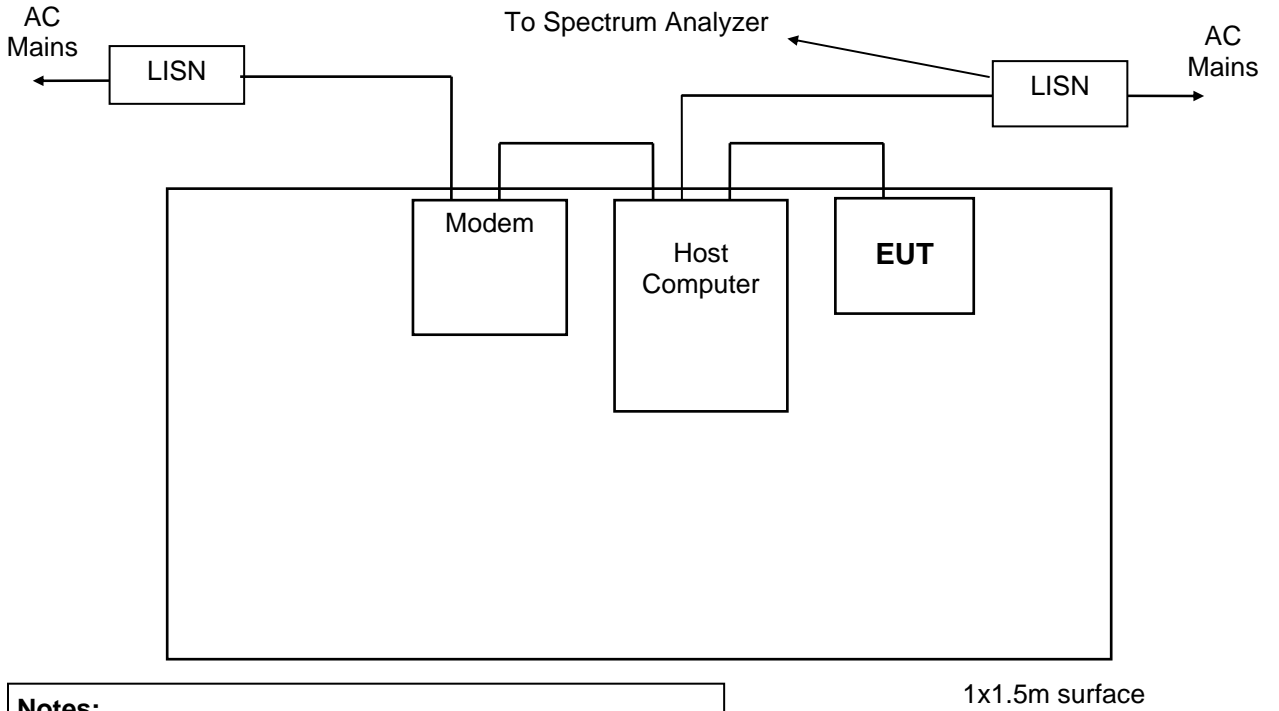 AC
Mains
LISN
To Spectrum Analyzer
LISN
AC
Mains
Modem
Host
Computer
EUT
1x1.5m surface
Notes: